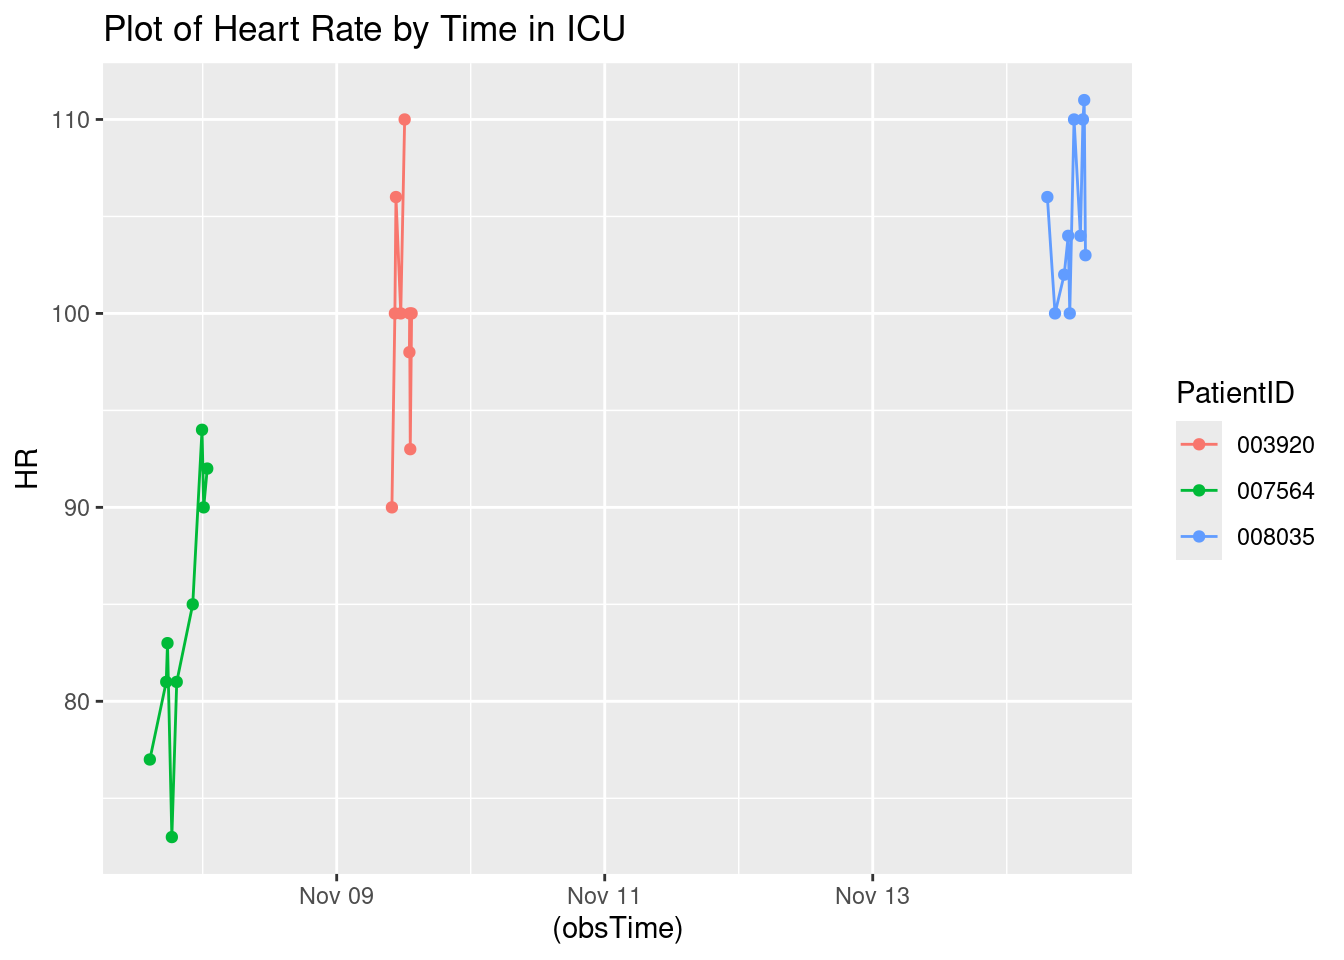 Plot of Heart Rate by Time in ICU
110
100
90
80
HR
Nov 09
Nov 11
Nov 13
(obsTime)
PatientID
003920
007564
008035